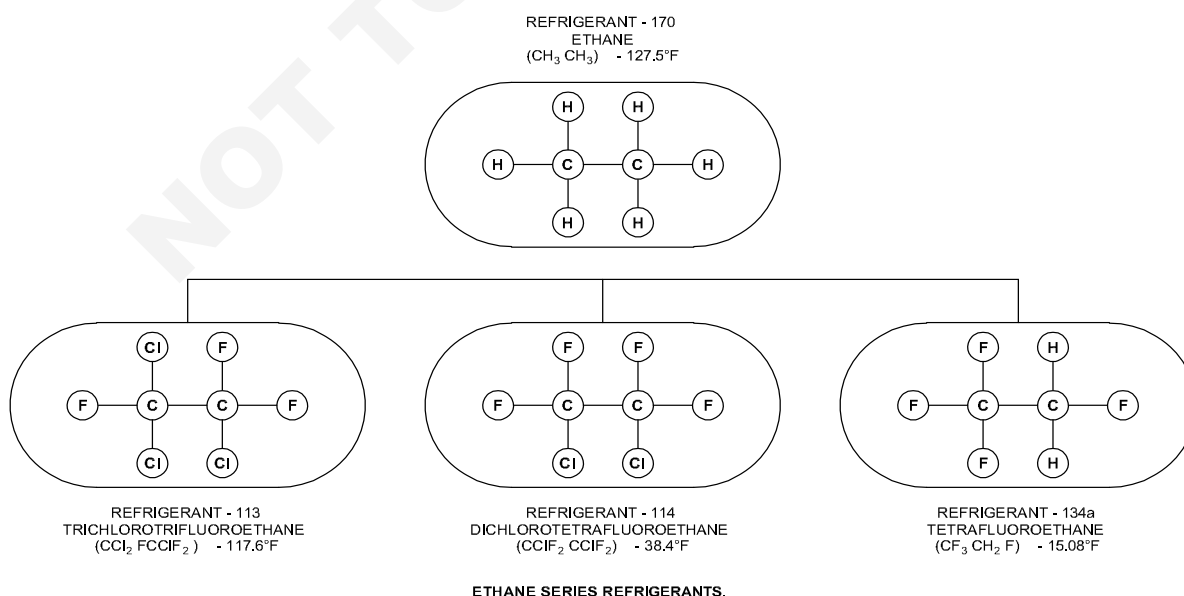 REFRIGERANT - 170
ETHANE
(CH₃ CH₃) - 127.5°F
H H
H C C H
H H
Cl F
F C C F
Cl Cl
F F
F C C F
Cl Cl
F H
F C C F
F H
REFRIGERANT - 113
TRICHLOROTRIFLUOROETHANE
(CCl₂ FCClF₂ ) - 117.6°F
REFRIGERANT - 114
DICHLOROTETRAFLUOROETHANE
(CClF₂ CClF₂) - 38.4°F
REFRIGERANT - 134a
TETRAFLUOROETHANE
(CF₃ CH₂ F) - 15.08°F
ETHANE SERIES REFRIGERANTS.
NOT